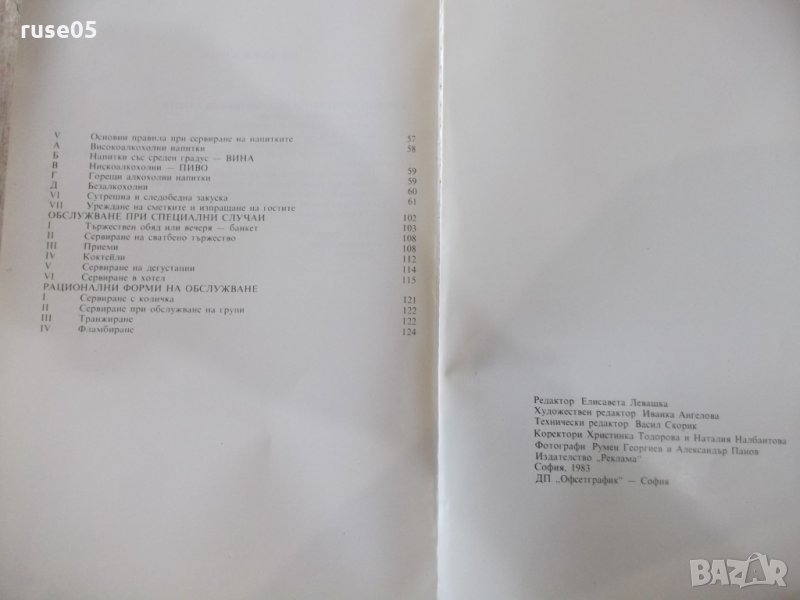 ruse05
V Основни правила при сервиране на напитките 57
А Високоалкохолни напитки 58
Б Напитки със среден градус — ВИНА
В Нискоалкохолни — ПИВО 59
Г Горещи алкохолни напитки 59
Д Безалкохолни 60
VI Сутрешна и следобедна закуска 61
VII Уреждане на сметките и изпращане на гостите
ОБСЛУЖВАНЕ ПРИ СПЕЦИАЛНИ СЛУЧАИ 102
I Тържествен обяд или вечеря — банкет 103
II Сервиране на сватбено тържество 108
III Приеми 108
IV Коктейли 112
V Сервиране на дегустации 114
VI Сервиране в хотел 115
РАЦИОНАЛНИ ФОРМИ НА ОБСЛУЖВАНЕ
I Сервиране с количка 121
II Сервиране при обслужване на групи 122
III Транжиране 122
IV Фламбиране 124
Редактор Елисавета Левашка
Художествен редактор Иванка Ангелова
Технически редактор Васил Скорик
Коректори Христинка Тодорова и Наталия Налбантова
Фотографи Румен Георгиев и Александър Панов
Издателство „Реклама“
София, 1983
ДП „Офсетграфик“ — София
BAZAR
bg